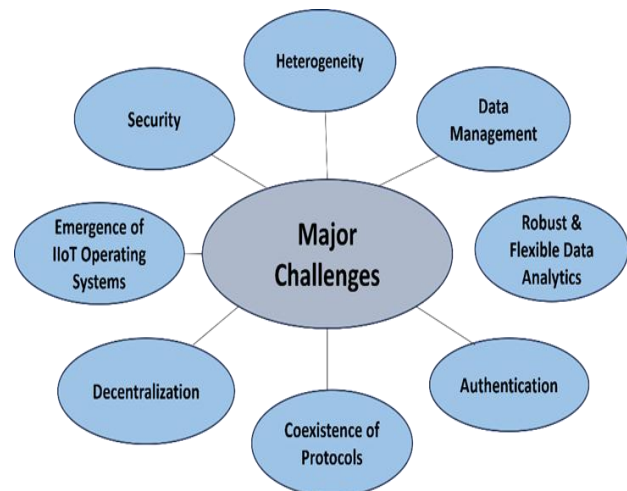 Heterogeneity
Security
Data
Management
Emergence of
IIoT Operating
Systems
Major
Challenges
Robust &
Flexible Data
Analytics
Decentralization
Authentication
Coexistence of
Protocols